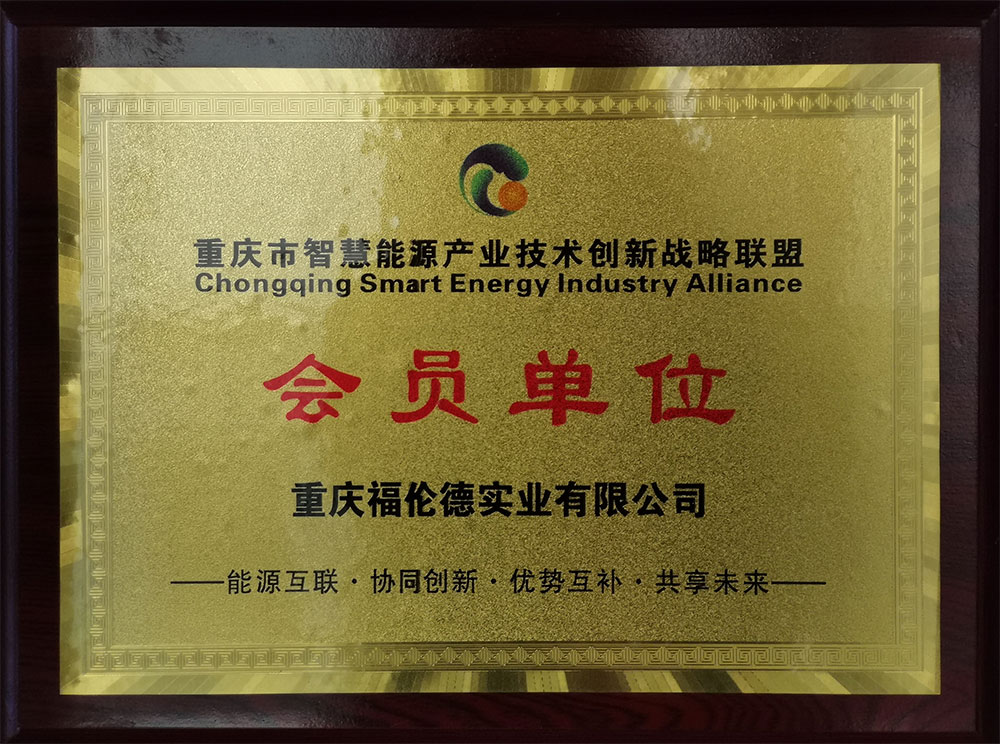 重庆市智慧能源产业技术创新战略联盟
Chongqing Smart Energy Industry Alliance
会员单位
重庆福伦德实业有限公司
——能源互联·协同创新·优势互补·共享未来——